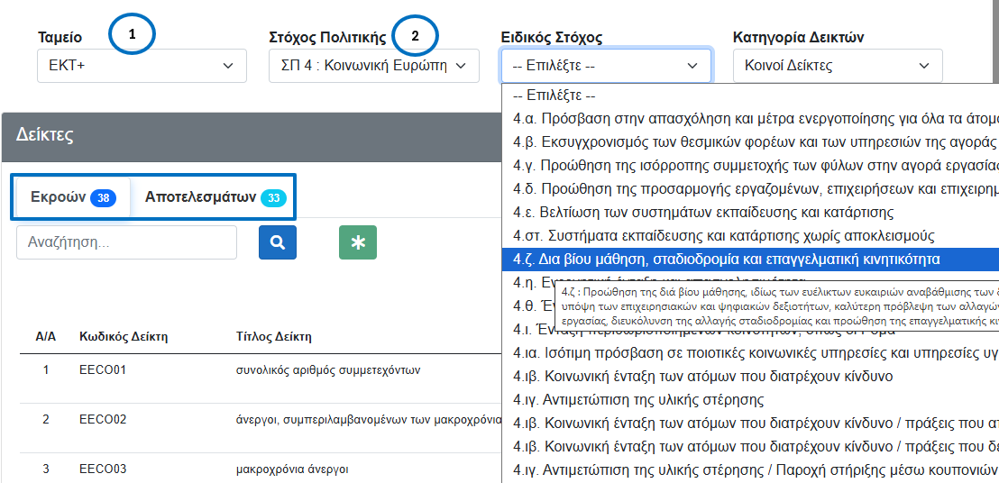 Ταμείο
1
ΕΚΤ+
Στόχος Πολιτικής
2
ΣΠ 4 : Κοινωνική Ευρώπη
Ειδικός Στόχος
-- Επιλέξτε --
Κατηγορία Δεικτών
Κοινοί Δείκτες
-- Επιλέξτε --
4.α. Πρόσβαση στην απασχόληση και μέτρα ενεργοποίησης για όλα τα άτομ
4.β. Εκσυγχρονισμός των θεσμικών φορέων και των υπηρεσιών της αγοράς
4.γ. Προώθηση της ισόρροπης συμμετοχής των φύλων στην αγορά εργασίας
4.δ. Προώθηση της προσαρμογής εργαζομένων, επιχειρήσεων και επιχειρημ
4.ε. Βελτίωση των συστημάτων εκπαίδευσης και κατάρτισης
4.στ. Συστήματα εκπαίδευσης και κατάρτισης χωρίς αποκλεισμούς
4.ζ. Δια βίου μάθηση, σταδιοδρομία και επαγγελματική κινητικότητα
4.η.
4.ζ : Προώθηση της διά βίου μάθησης, ιδίως των ευέλικτων ευκαιριών αναβάθμισης των
υπόψη των επιχειρησιακών και ψηφιακών δεξιοτήτων, καλύτερη πρόβλεψη των αλλαγών
εργασίας, διευκόλυνση της αλλαγής σταδιοδρομίας και προώθηση της επαγγελματικής κι
4.θ.
4.ι. Ένταξη περιθωριοποιημένων κοινοτήτων, όπως οι Ρομά
4.ια. Ισότιμη πρόσβαση σε ποιοτικές κοινωνικές υπηρεσίες και υπηρεσίες υγ
4.ιβ. Κοινωνική ένταξη των ατόμων που διατρέχουν κίνδυνο
4.ιγ. Αντιμετώπιση της υλικής στέρησης
4.ιβ. Κοινωνική ένταξη των ατόμων που διατρέχουν κίνδυνο / πράξεις που απ
4.ιβ. Κοινωνική ένταξη των ατόμων που διατρέχουν κίνδυνο / πράξεις που δε
4.ιγ. Αντιμετώπιση της υλικής στέρησης / Παροχή στήριξης μέσω κουπονιών
Δείκτες
Εκροών 38 Αποτελεσμάτων 33
Αναζήτηση...
Α/Α Κωδικός Δείκτη Τίτλος Δείκτη
1 EECO01 συνολικός αριθμός συμμετεχόντων
2 EECO02 άνεργοι, συμπεριλαμβανομένων των μακροχρόνια
3 EECO03 μακροχρόνια άνεργοι